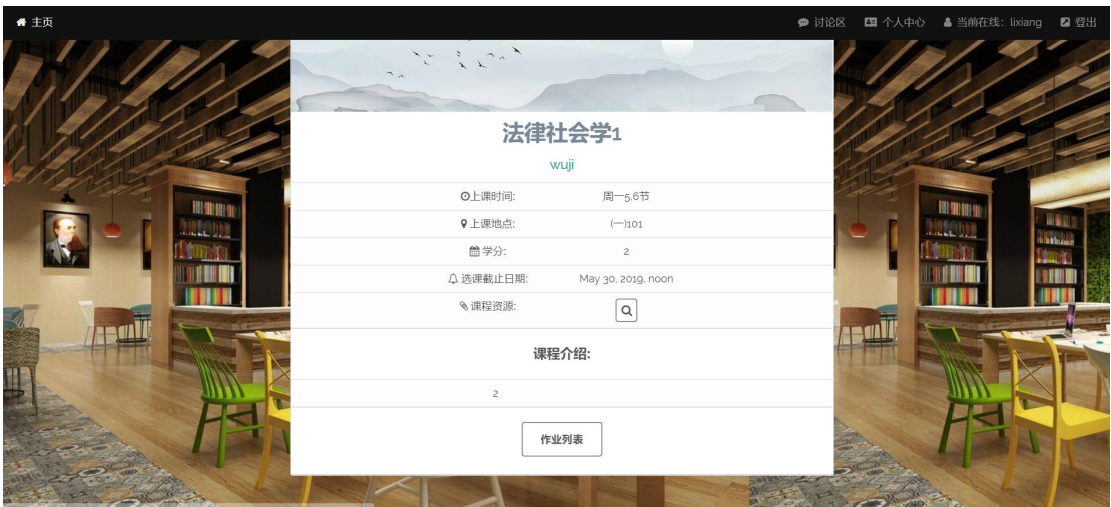 主页 讨论区 个人中心 当前在线: lixiang 登出
法律社会学1
wuji
上课时间: 周一5,6节
上课地点: (一)101
学分: 2
选课截止日期: May 30, 2019, noon
课程资源:
课程介绍:
2
作业列表